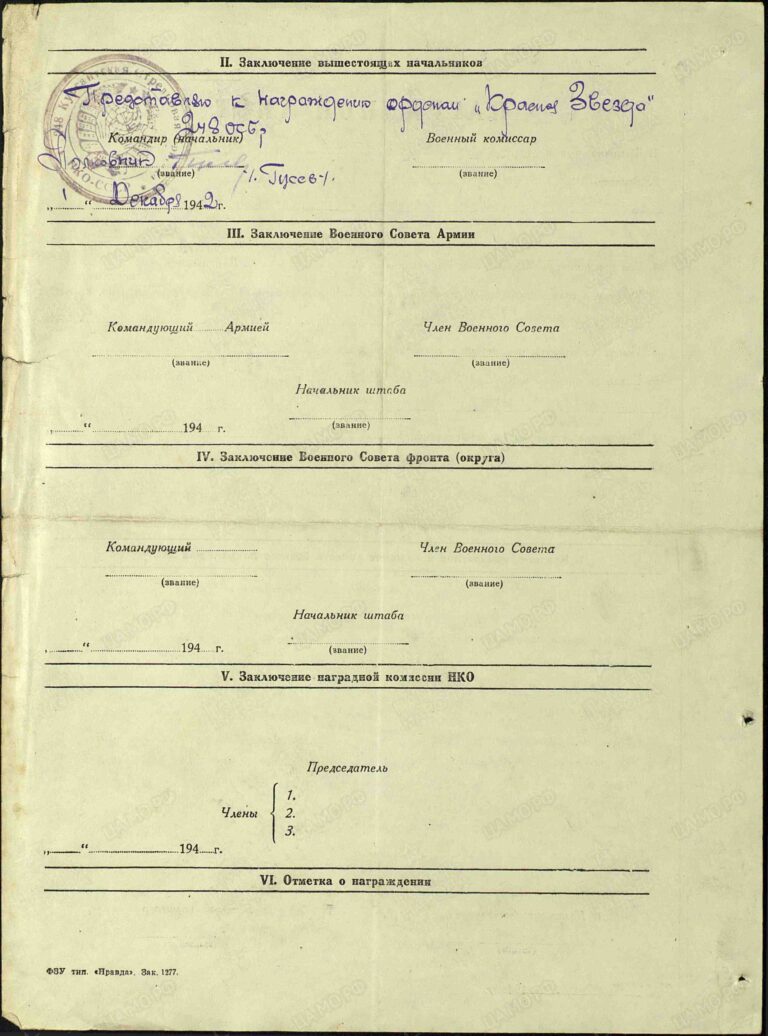 II. Заключение вышестоящих начальников
Представляю к награждению орденом „Красная Звезда"
Командир (начальник) 248 осб, Военный комиссар
Полковник
(звание) /. Гусев./. (звание)
„1" Декабря 1942 г.
III. Заключение Военного Совета Армии
Командующий Армией Член Военного Совета
(звание) (звание)
Начальник штаба
(звание)
„ “ 194 г.
IV. Заключение Военного Совета фронта (округа)
Командующий Член Военного Совета
(звание) (звание)
Начальник штаба
(звание)
„ “ 194 г.
V. Заключение наградной комиссии НКО
Председатель
Члены
1.
2.
3.
„ “ 194 г.
VI. Отметка о награждении
ФЗУ тип. «Правда». Зак. 1277.